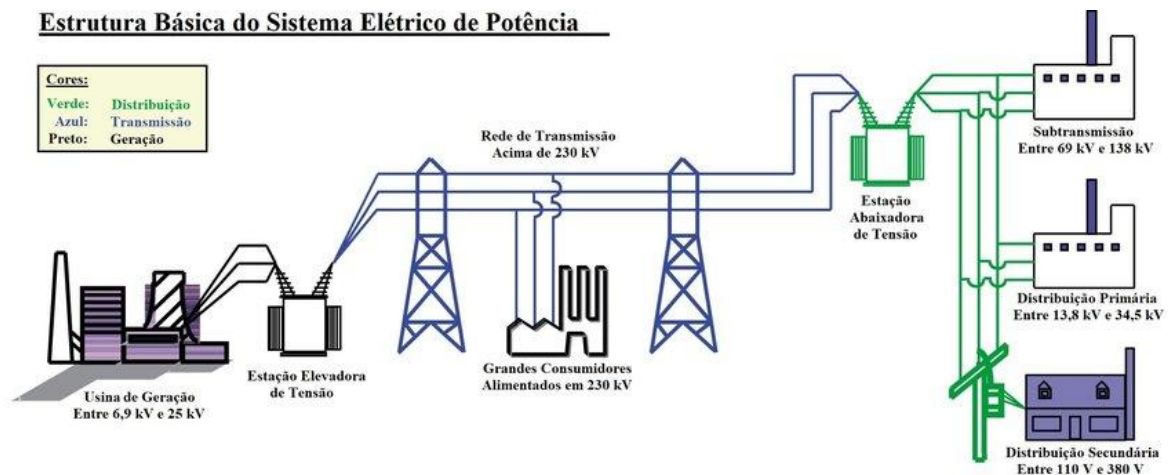 Estrutura Básica do Sistema Elétrico de Potência
Cores:
Verde: Distribuição
Azul: Transmissão
Preto: Geração
Rede de Transmissão
Acima de 230 kV
Subtransmissão
Entre 69 kV e 138 kV
Estação
Abaixadora
de Tensão
Distribuição Primária
Entre 13,8 kV e 34,5 kV
Grandes Consumidores
Alimentados em 230 kV
Estação Elevadora
de Tensão
Usina de Geração
Entre 6,9 kV e 25 kV
Distribuição Secundária
Entre 110 V e 380 V